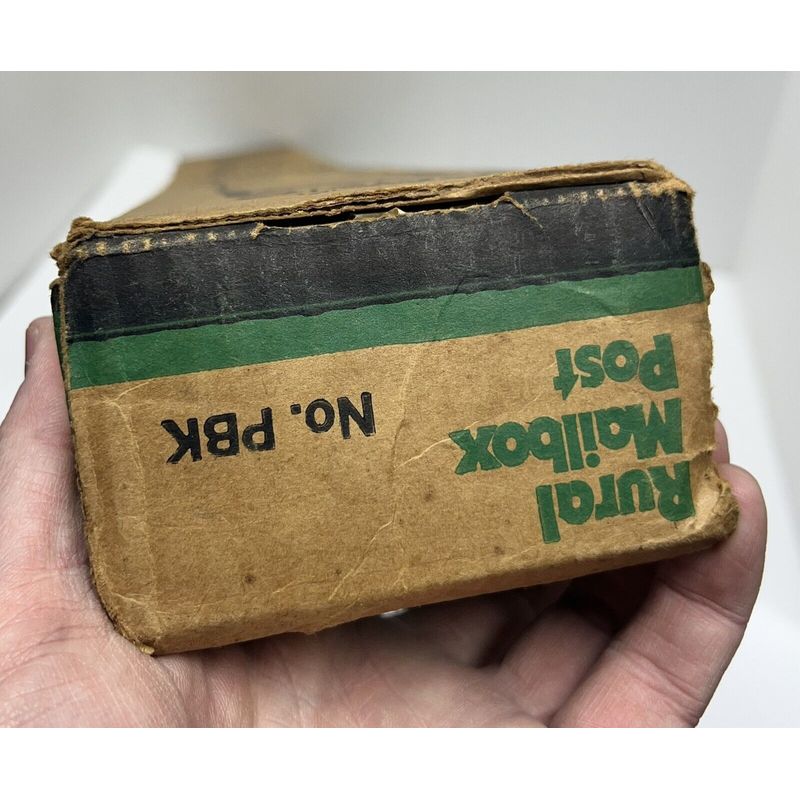 Rural
Mailbox
Post
No. PBK